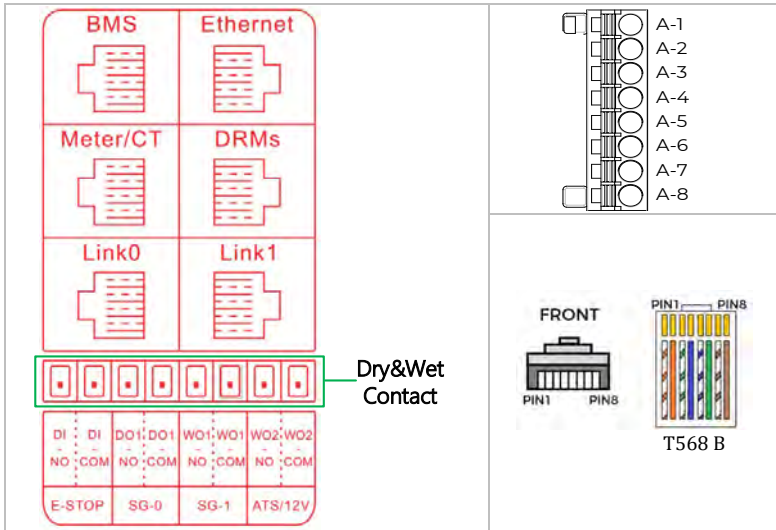 BMS Ethernet
Meter/CT DRMs
Link0 Link1
Dry&Wet
Contact
DI DI DO1 DO1 WO1 WO1 WO2 WO2
- - - - - - - -
NO COM NO COM NO COM NO COM
E-STOP SG-0 SG-1 ATS/12V
A-1
A-2
A-3
A-4
A-5
A-6
A-7
A-8
FRONT
PIN1 PIN8
PIN1 PIN8
T568 B